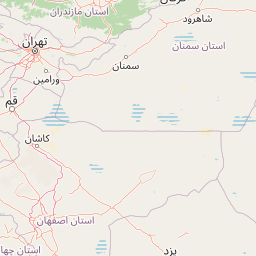 استان مازندران
شاهرود
استان سمنان
تهران
سمنان
ورامین
قم
کاشان
استان اصفهان
یزد